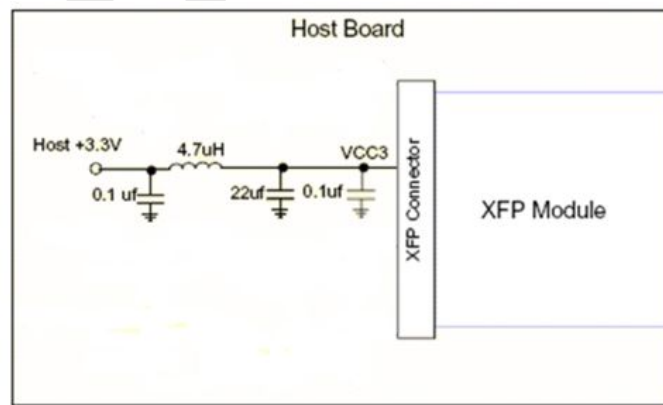 Host Board
Host +3.3V
4.7uH
VCC3
0.1 uf
22uf
0.1uf
XFP Connector
XFP Module